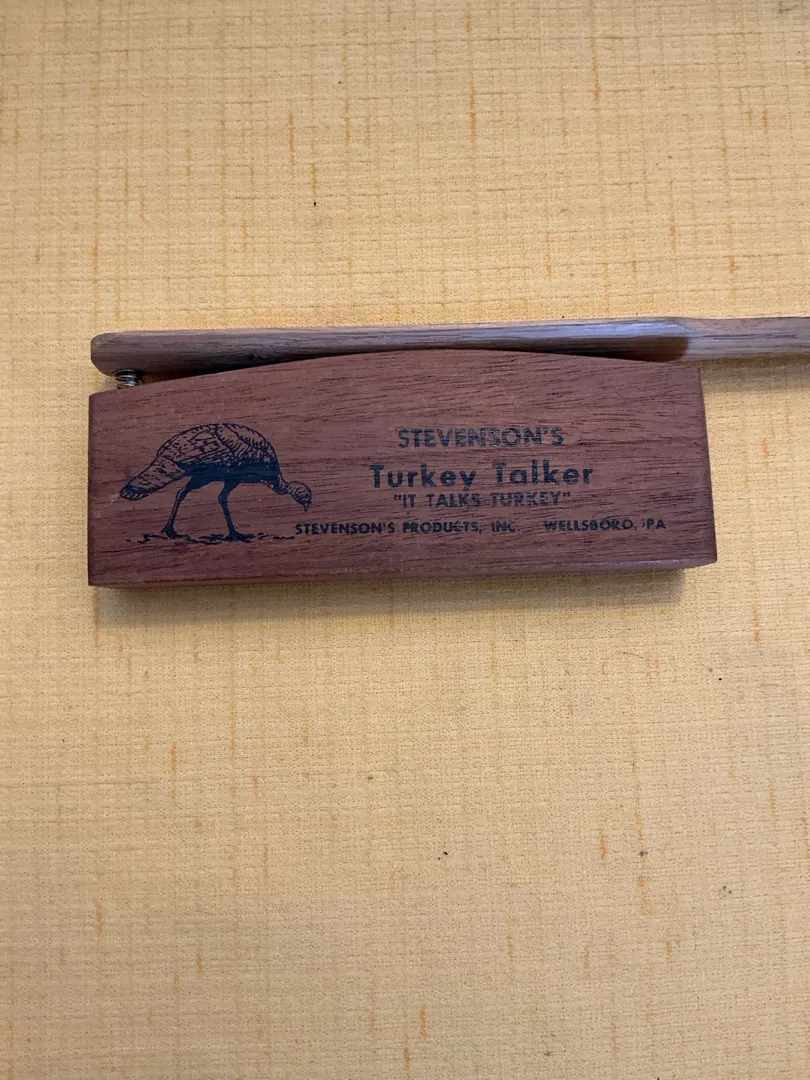 STEVENSON'S
Turkey Talker
"IT TALKS TURKEY"
STEVENSON'S PRODUCTS, INC. WELLSBORO, PA